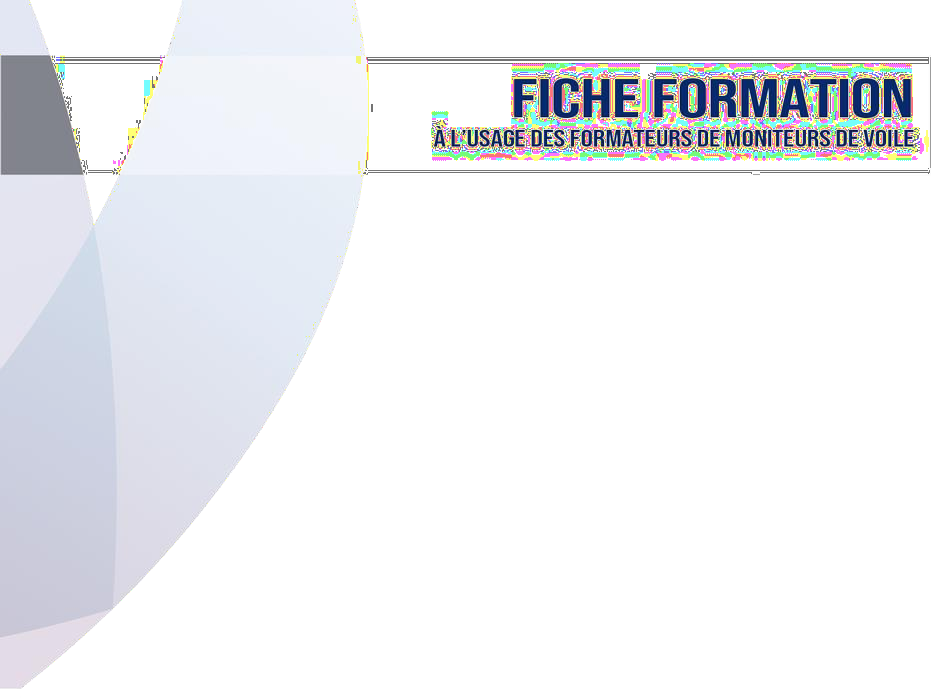 FICHE FORMATION
À L'USAGE DES FORMATEURS DE MONITEURS DE VOILE